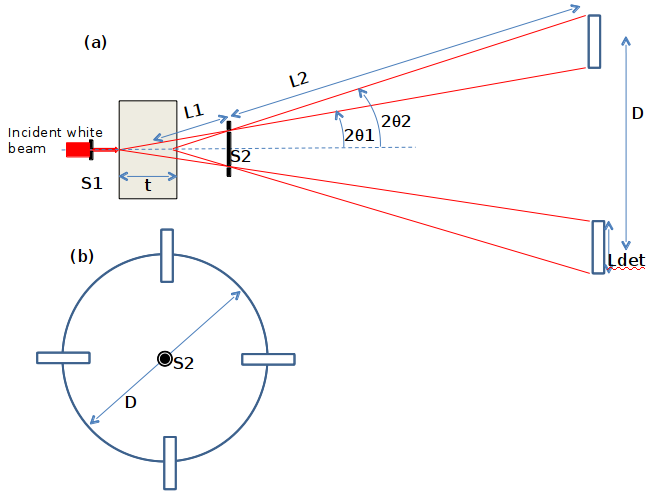 (a)
L2
L1
Incident white
beam
2θ2
2θ1
D
S2
S1
t
(b)
Ldet
S2
D